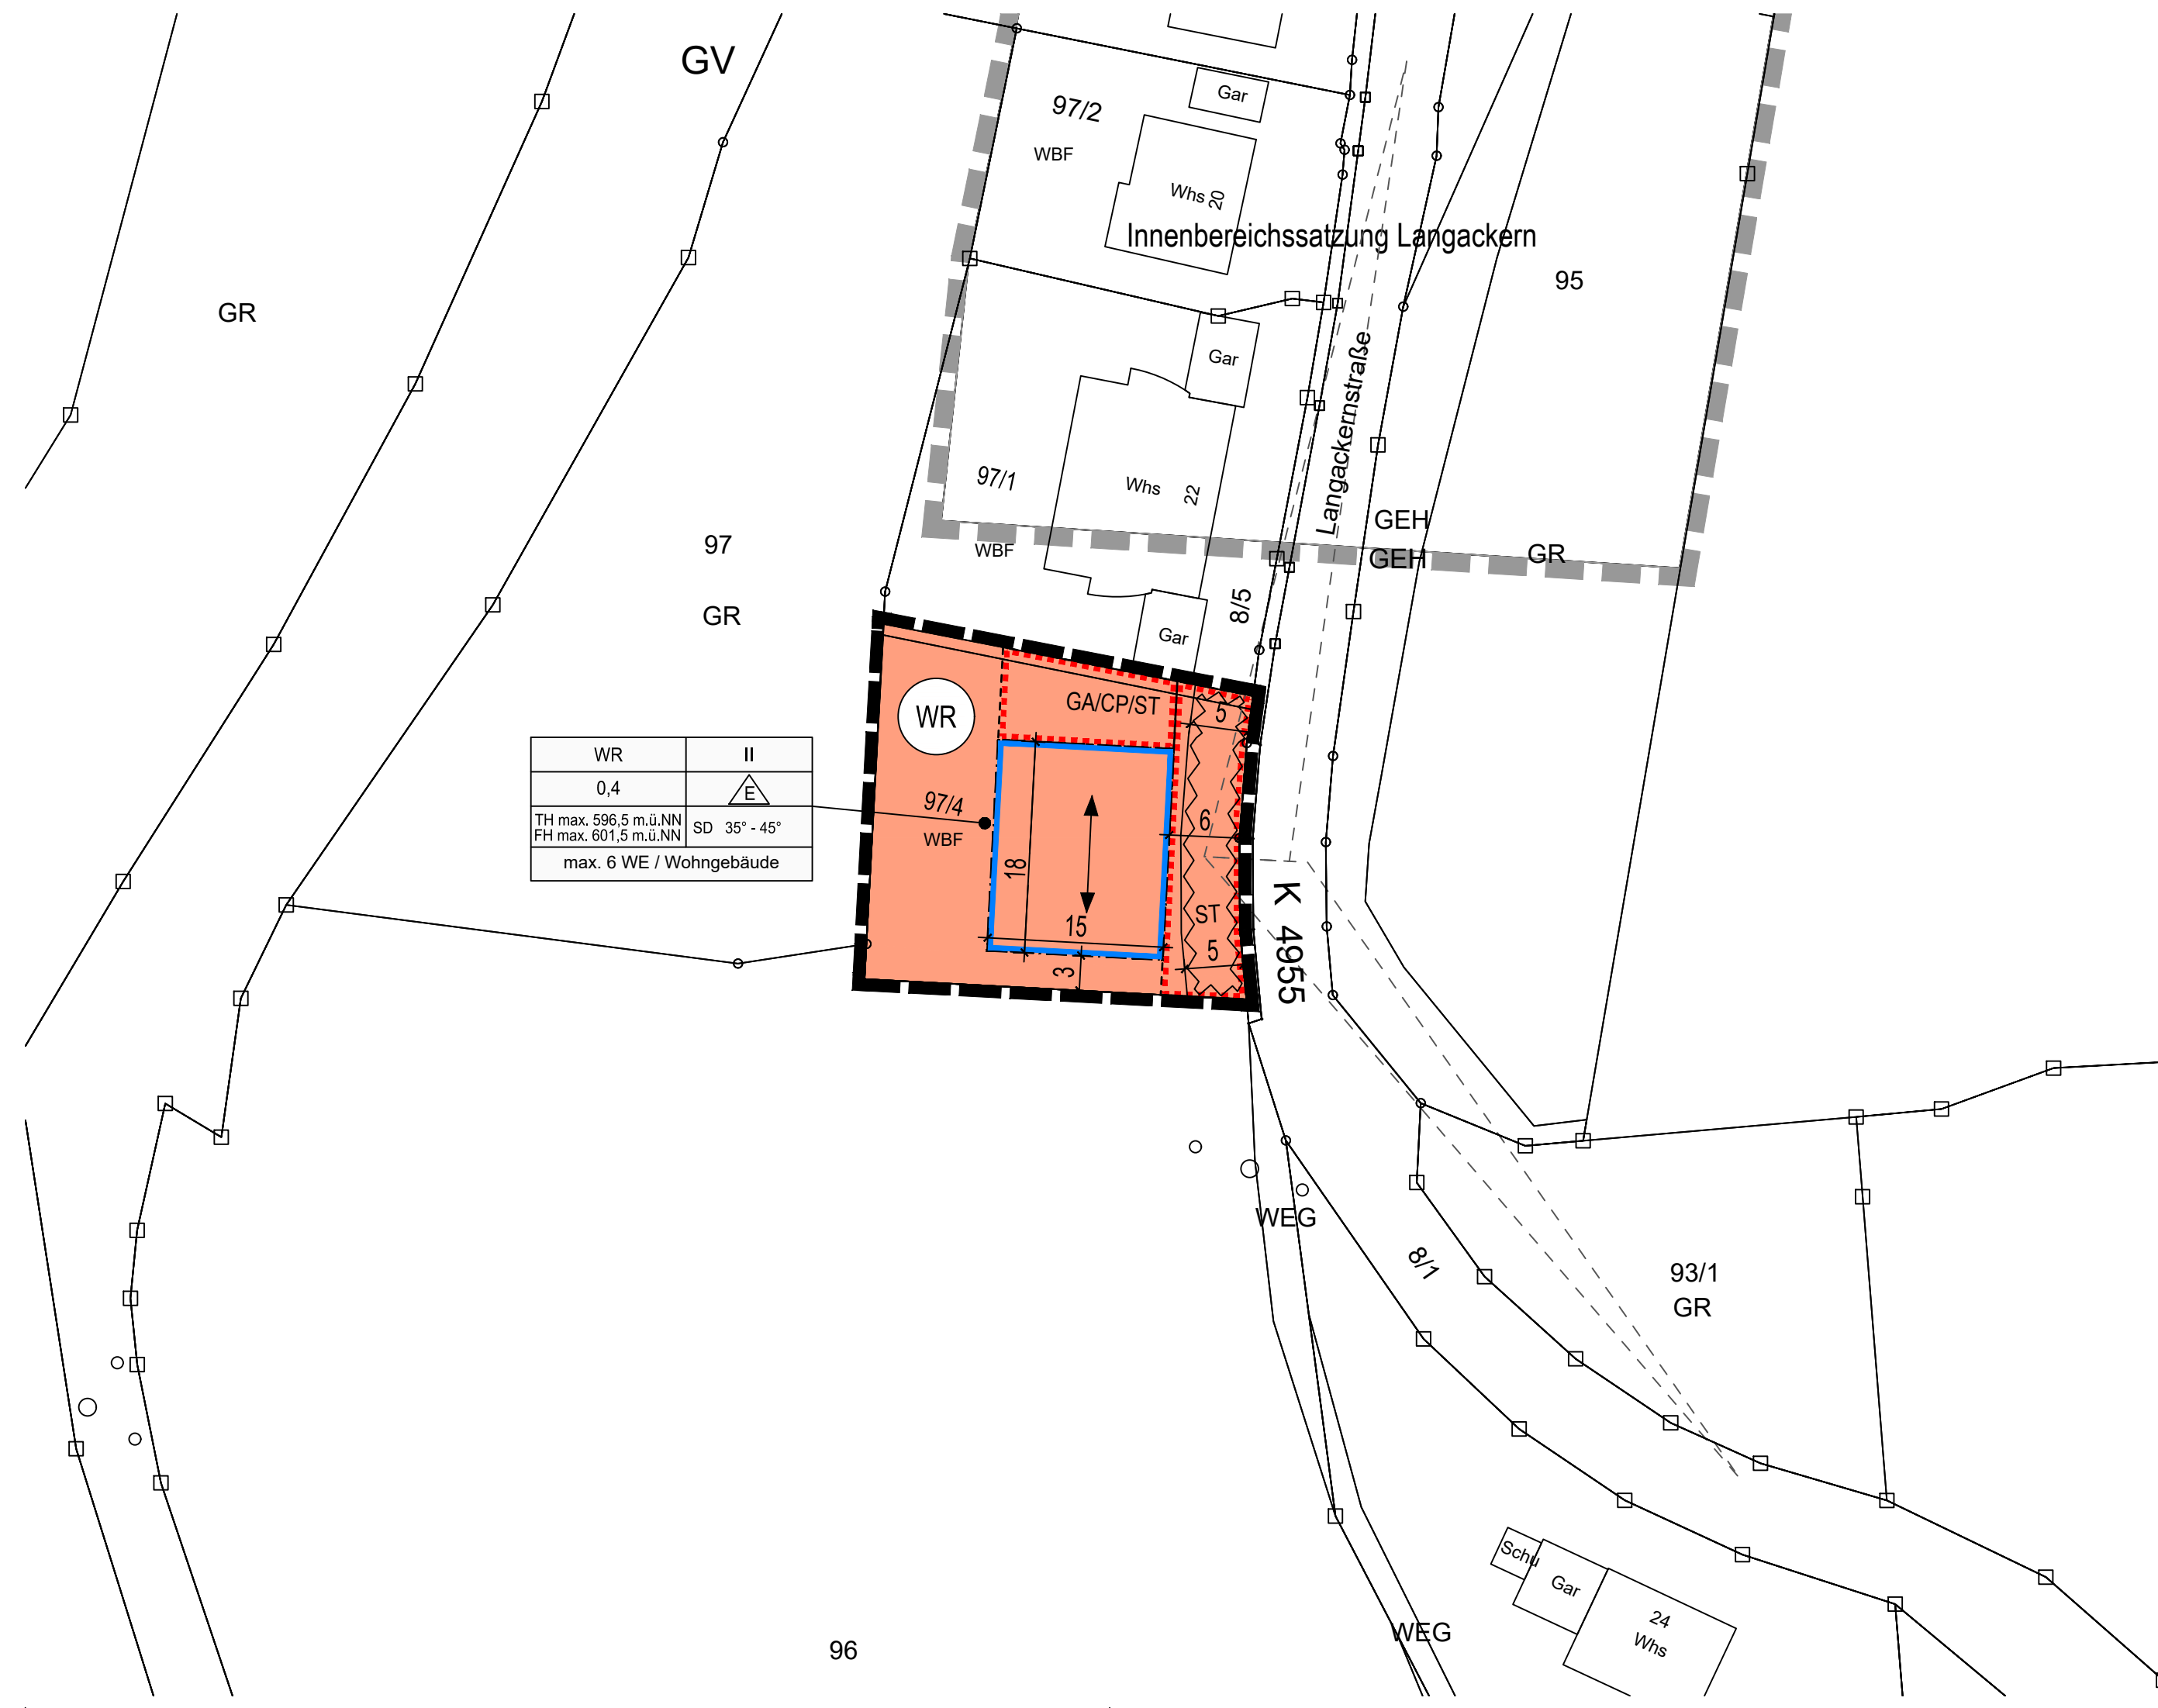 GV
97/2
WBF
Gar
Whs
20
Innenbereichssatzung Langackern
95
GR
Gar
Langackernstraße
97/1
Whs
22
GEH
97
WBF
GEH
GR
GR
8/5
Gar
WR
GA/CP/ST
5
WR
II
0,4
E
TH max. 596,5 m.ü.NN
FH max. 601,5 m.ü.NN
SD 35° - 45°
max. 6 WE / Wohngebäude
97/4
WBF
6
18
15
ST
5
3
K 4955
WEG
8/1
93/1
GR
Schu
Gar
24
Whs
WEG
96